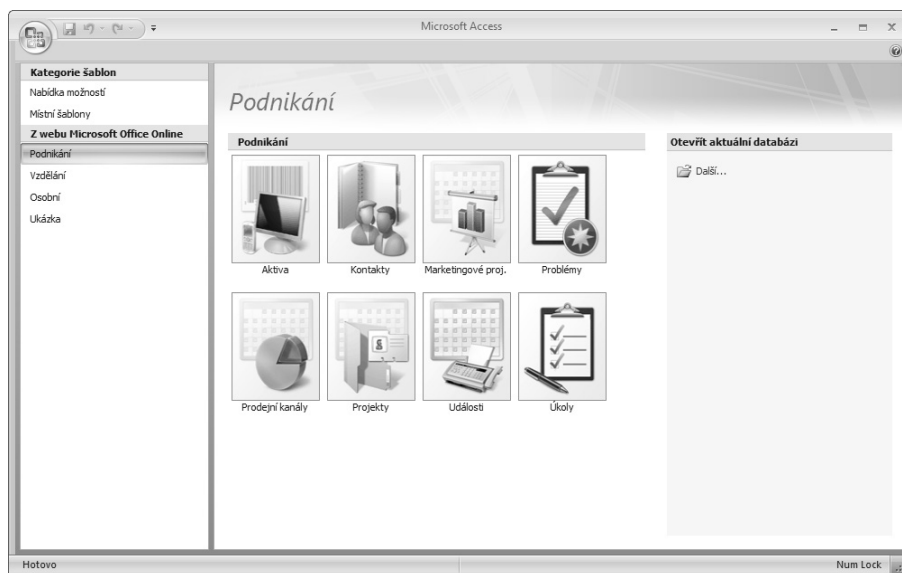 Microsoft Access
Kategorie šablon
Nabídka možností
Místní šablony
Z webu Microsoft Office Online
Podnikání
Vzdělání
Osobní
Ukázka
Podnikání
Podnikání
Aktiva
Kontakty
Marketingové proj.
Problémy
Prodejní kanály
Projekty
Události
Úkoly
Otevřít aktuální databázi
Další...
Hotovo
Num Lock